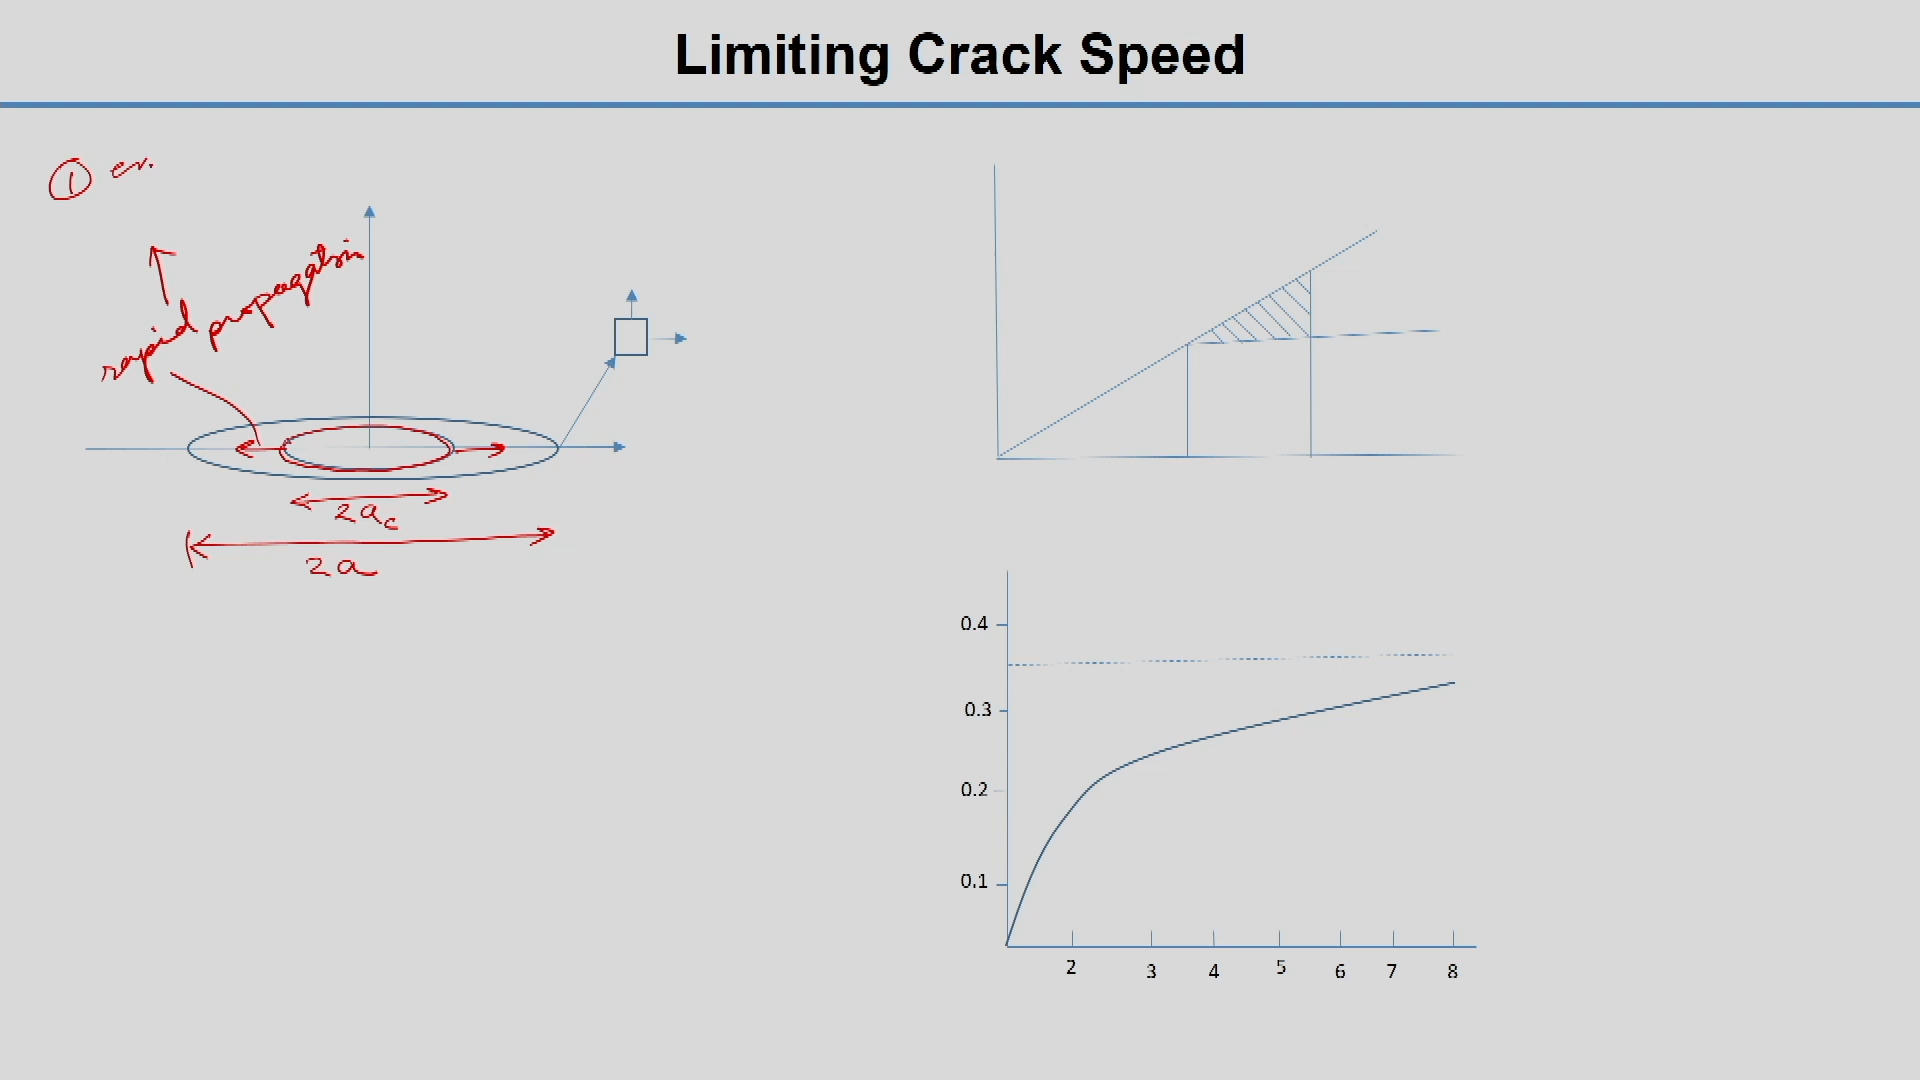 Limiting Crack Speed
① en.
rapid propagation
2a_c
2a
0.4
0.3
0.2
0.1
2 3 4 5 6 7 8